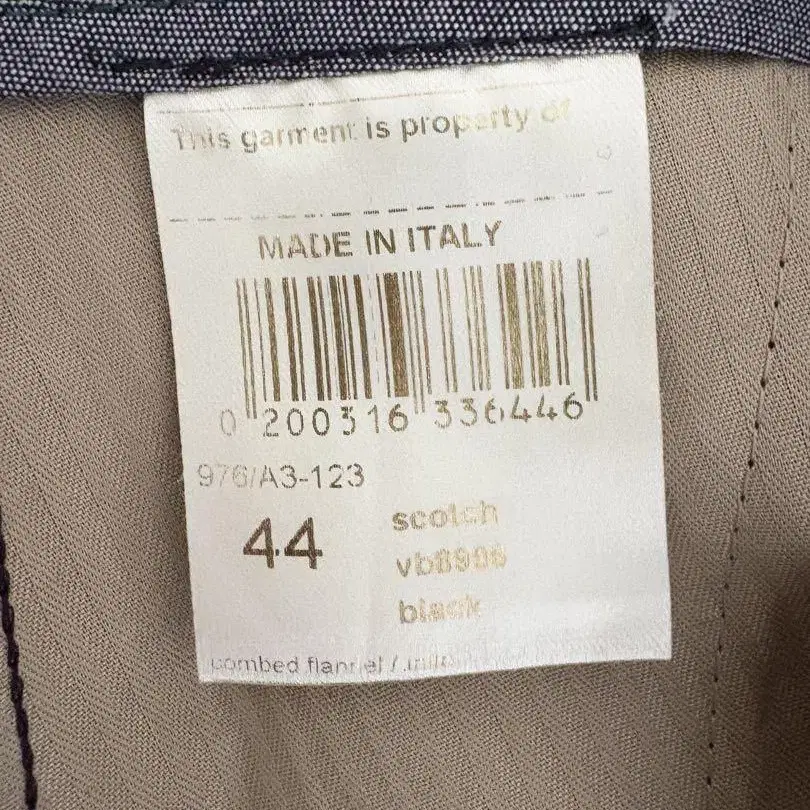 This garment is property of
MADE IN ITALY
0 200316 336446
976/A3-123
44
scotch
black
combed flannel /